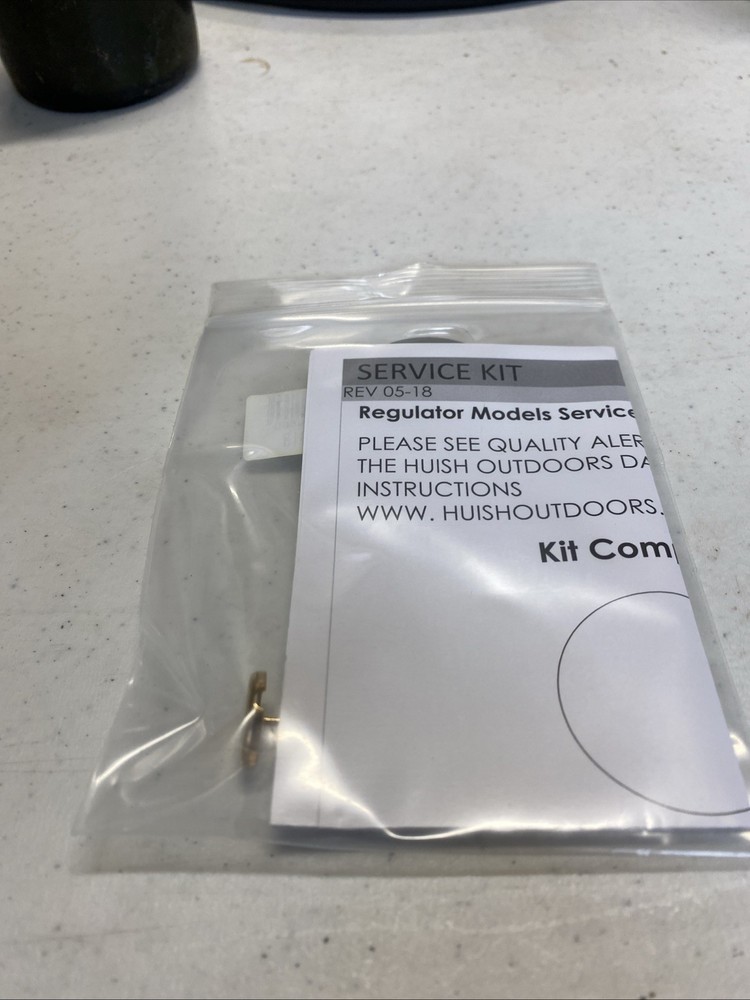 SERVICE KIT
REV 05-18
Regulator Models Service
PLEASE SEE QUALITY ALER
THE HUISH OUTDOORS DA
INSTRUCTIONS
WWW. HUISHOUTDOORS.
Kit Comp